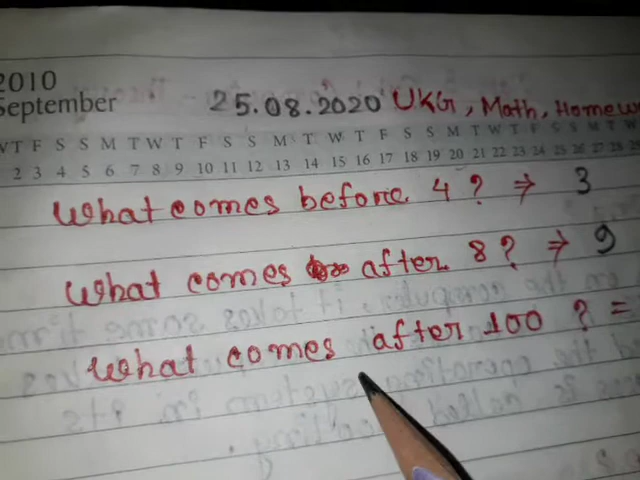 2010
September
25.08.2020 UKG, Math, Homew
W T F S S M T W T F S S M T W T F S S M T W T F S S M T W
2 3 4 5 6 7 8 9 10 11 12 13 14 15 16 17 18 19 20 21 22 23 24 25 26 27 28 29
What comes before 4 ? ⇒ 3
What comes after 8 ? ⇒ 9
What comes after 100 ? =